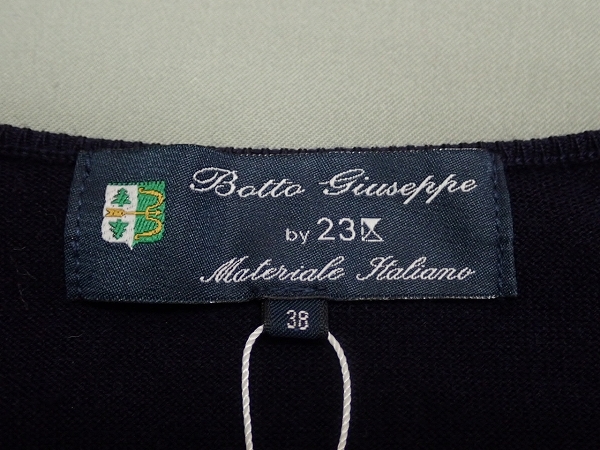 Botto Giuseppe
by 23区
Materiale Italiano
38